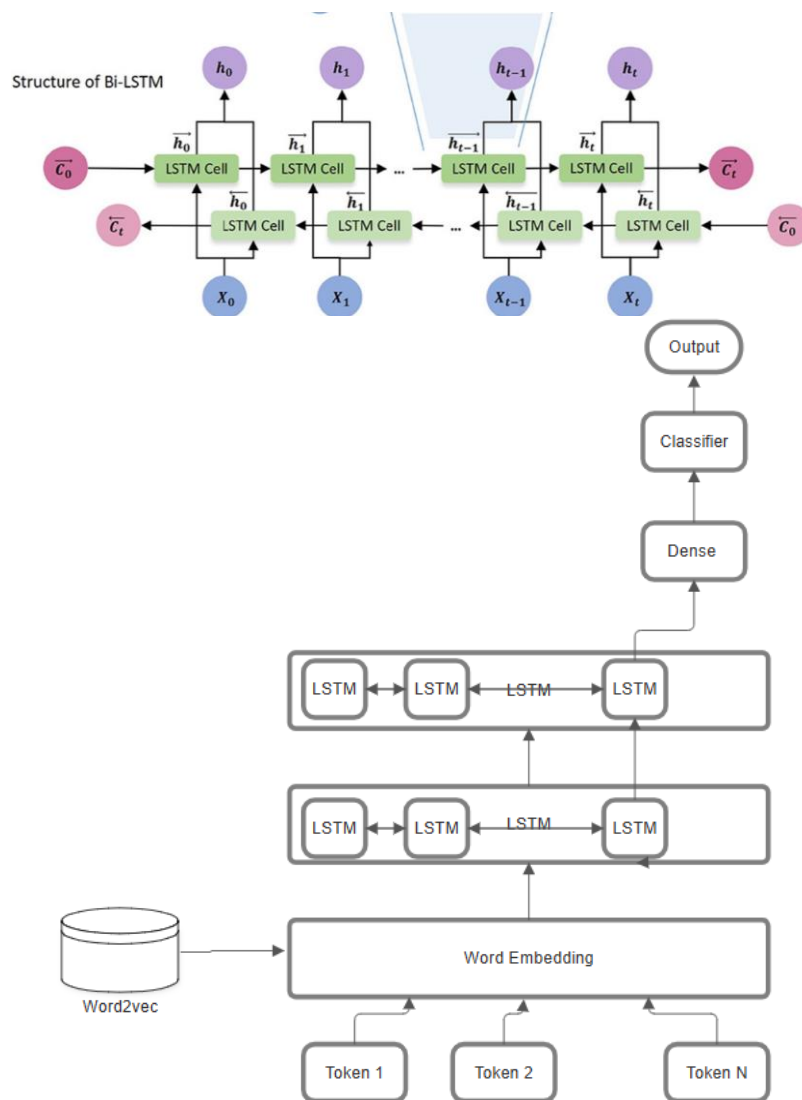 h₀ h₁ hₜ₋₁ hₜ
Structure of Bi-LSTM
→h₀ →h₁ →hₜ₋₁ →hₜ
→C₀ LSTM Cell LSTM Cell ... LSTM Cell LSTM Cell →Cₜ
←h₀ ←h₁ ←hₜ₋₁ ←hₜ
←Cₜ LSTM Cell LSTM Cell ... LSTM Cell LSTM Cell ←C₀
X₀ X₁ Xₜ₋₁ Xₜ
Output
Classifier
Dense
LSTM LSTM LSTM LSTM
LSTM LSTM LSTM LSTM
Word Embedding
Word2vec
Token 1 Token 2 Token N